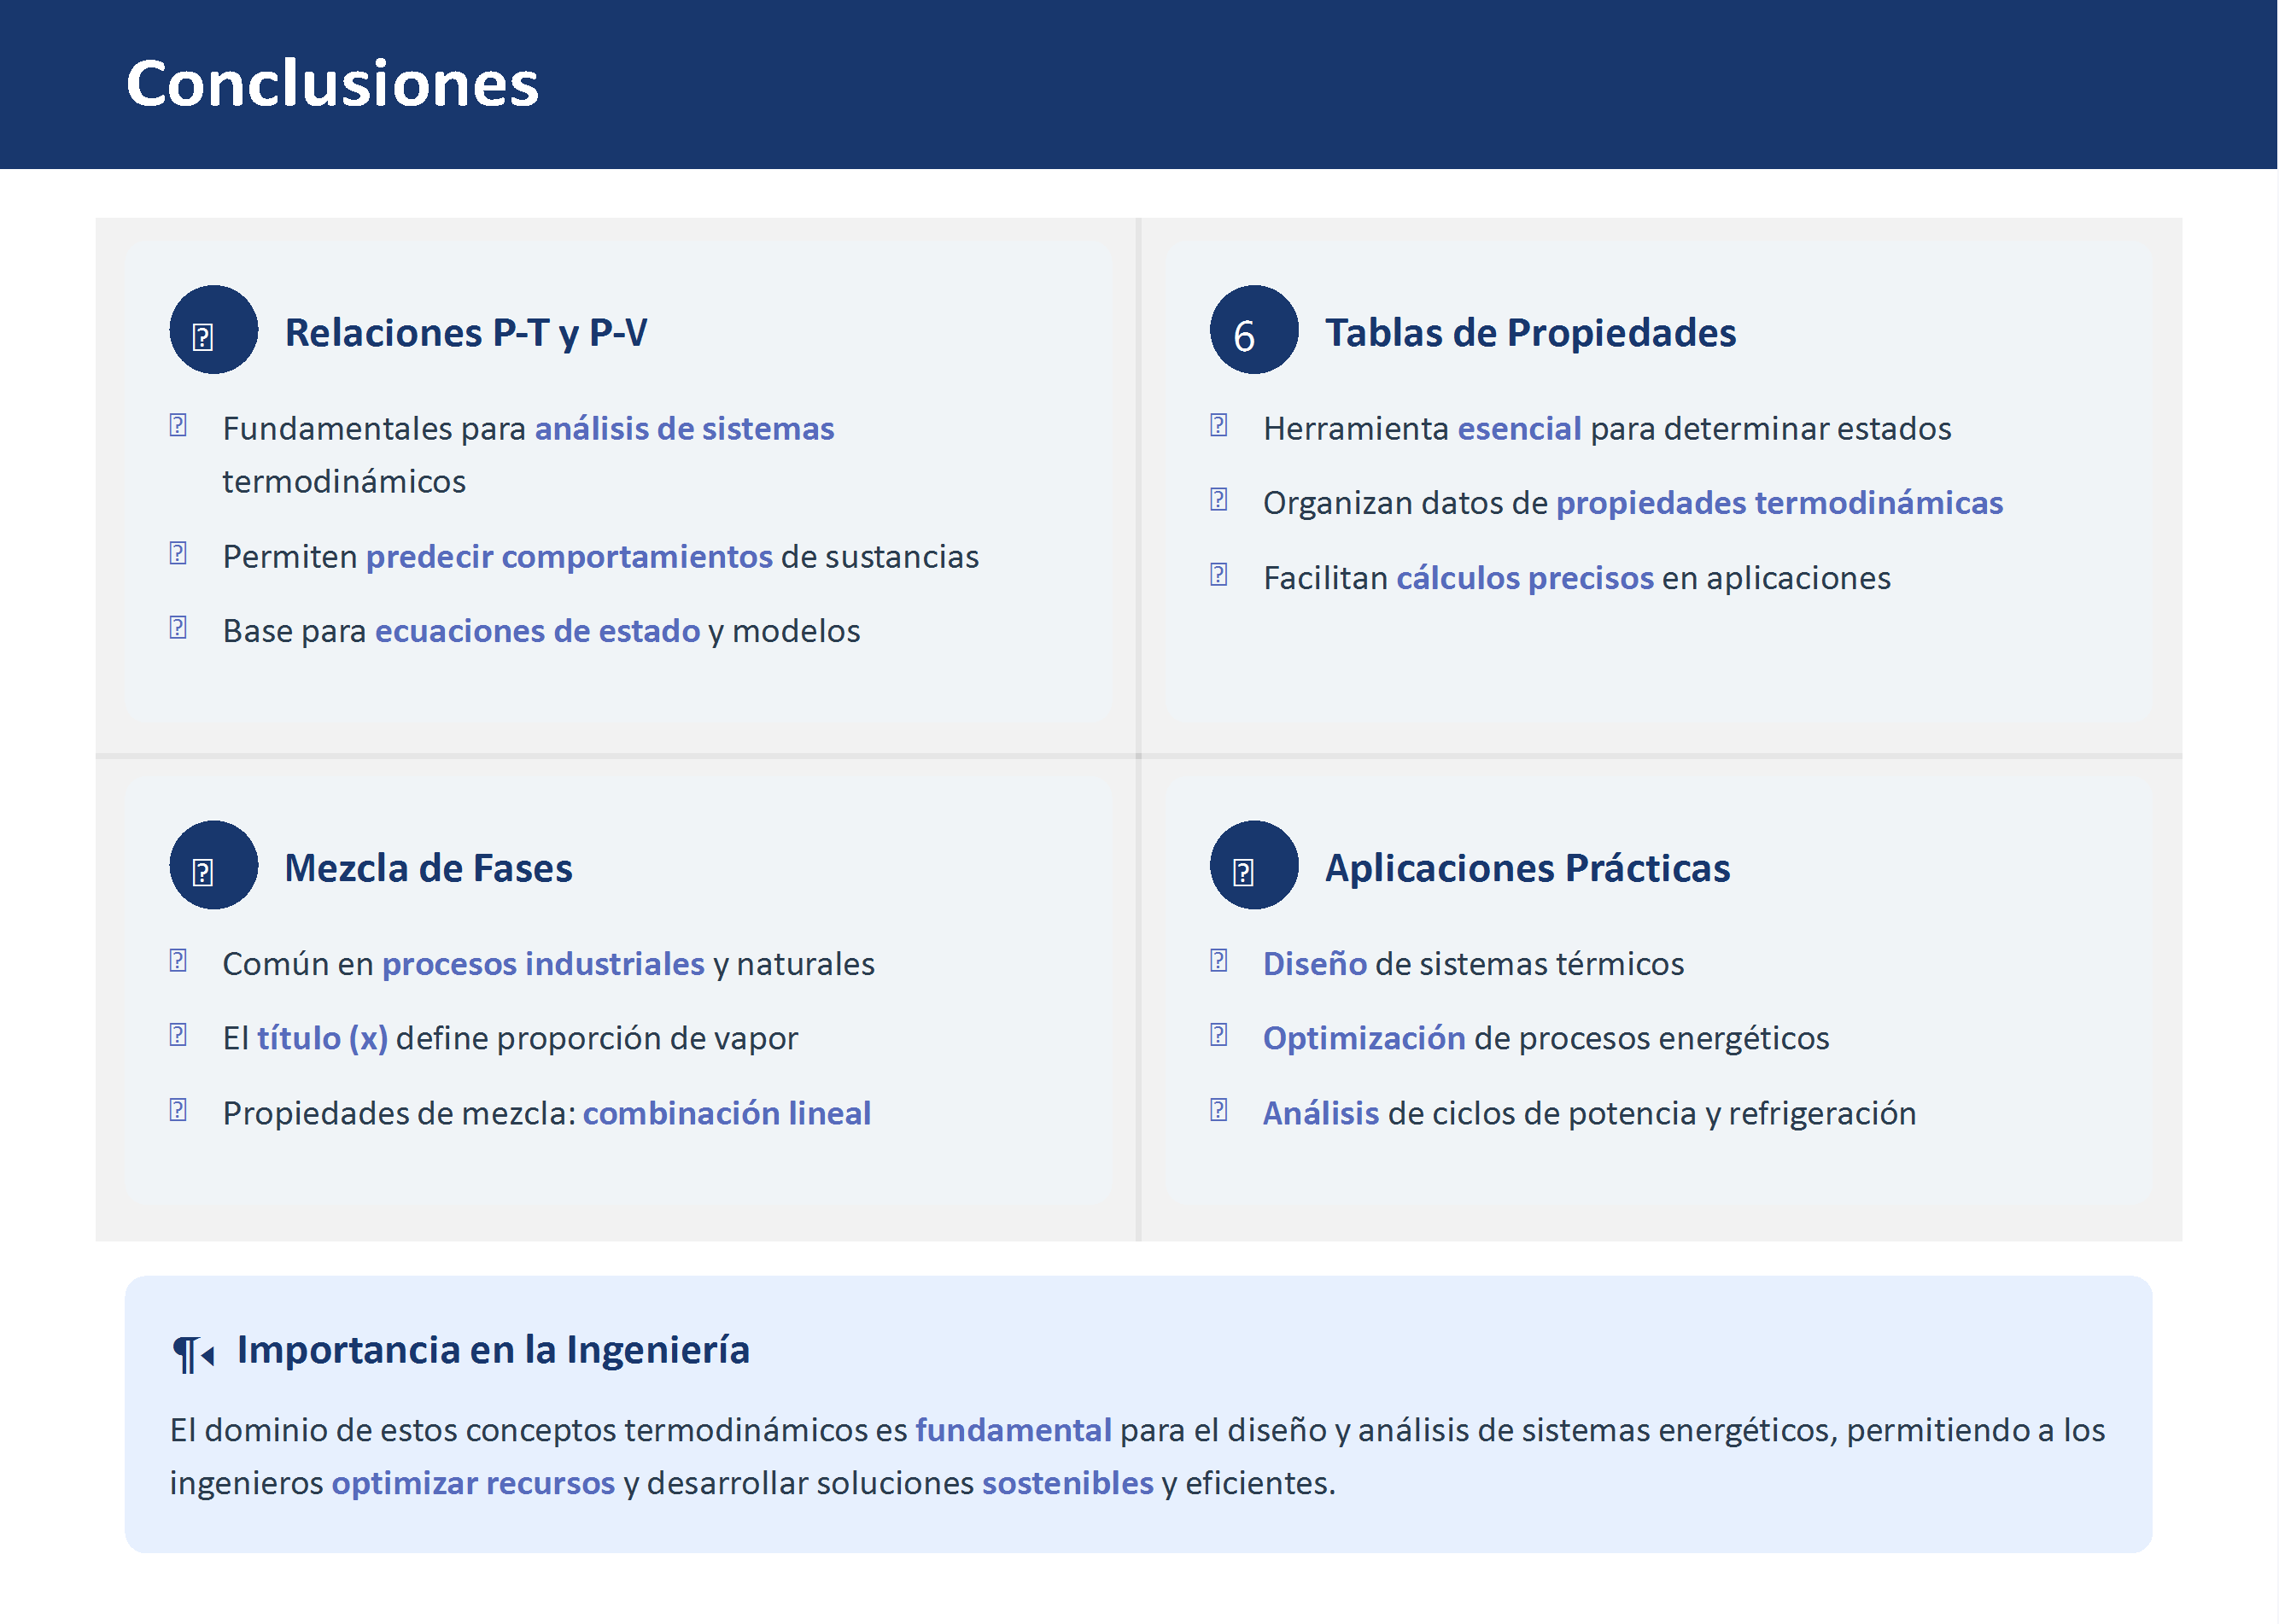 Conclusiones
Relaciones P-T y P-V
Fundamentales para análisis de sistemas
termodinámicos
Permiten predecir comportamientos de sustancias
Base para ecuaciones de estado y modelos
6 Tablas de Propiedades
Herramienta esencial para determinar estados
Organizan datos de propiedades termodinámicas
Facilitan cálculos precisos en aplicaciones
Mezcla de Fases
Común en procesos industriales y naturales
El título (x) define proporción de vapor
Propiedades de mezcla: combinación lineal
Aplicaciones Prácticas
Diseño de sistemas térmicos
Optimización de procesos energéticos
Análisis de ciclos de potencia y refrigeración
¶ Importancia en la Ingeniería
El dominio de estos conceptos termodinámicos es fundamental para el diseño y análisis de sistemas energéticos, permitiendo a los
ingenieros optimizar recursos y desarrollar soluciones sostenibles y eficientes.